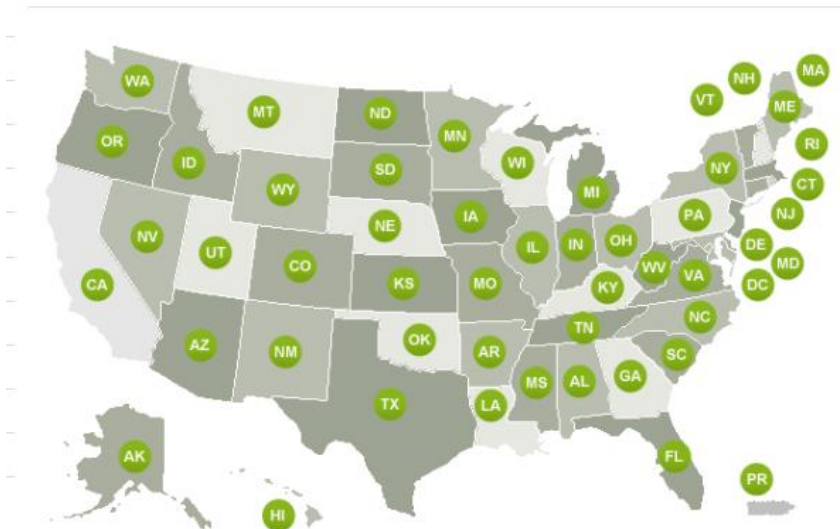 MA
NH
WA
VT
ME
MT
ND
OR
MN
RI
ID
SD
WI
NY
CT
WY
MI
NJ
IA
PA
NE
NV
DE
UT
IL
IN
OH
MD
CO
WV
VA
CA
KS
MO
KY
DC
NC
TN
AZ
NM
OK
AR
SC
MS
AL
GA
TX
LA
AK
FL
PR
HI